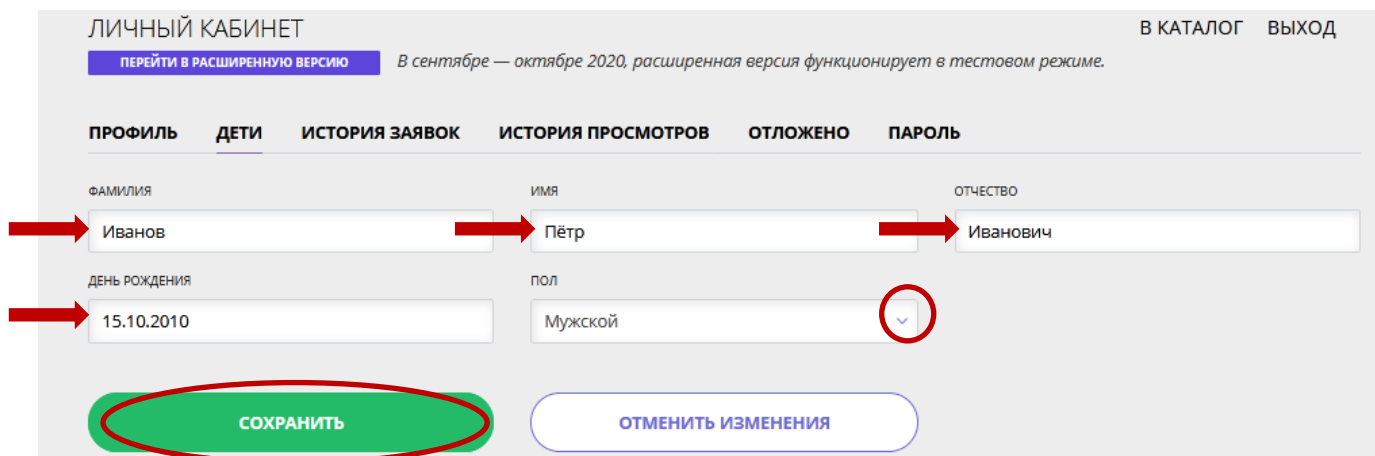 ЛИЧНЫЙ КАБИНЕТ
В КАТАЛОГ ВЫХОД
ПЕРЕЙТИ В РАСШИРЕННУЮ ВЕРСИЮ
В сентябре — октябре 2020, расширенная версия функционирует в тестовом режиме.
ПРОФИЛЬ ДЕТИ ИСТОРИЯ ЗАЯВОК ИСТОРИЯ ПРОСМОТРОВ ОТЛОЖЕНО ПАРОЛЬ
ФАМИЛИЯ ИМЯ ОТЧЕСТВО
Иванов Пётр Иванович
ДЕНЬ РОЖДЕНИЯ ПОЛ
15.10.2010 Мужской
СОХРАНИТЬ ОТМЕНИТЬ ИЗМЕНЕНИЯ